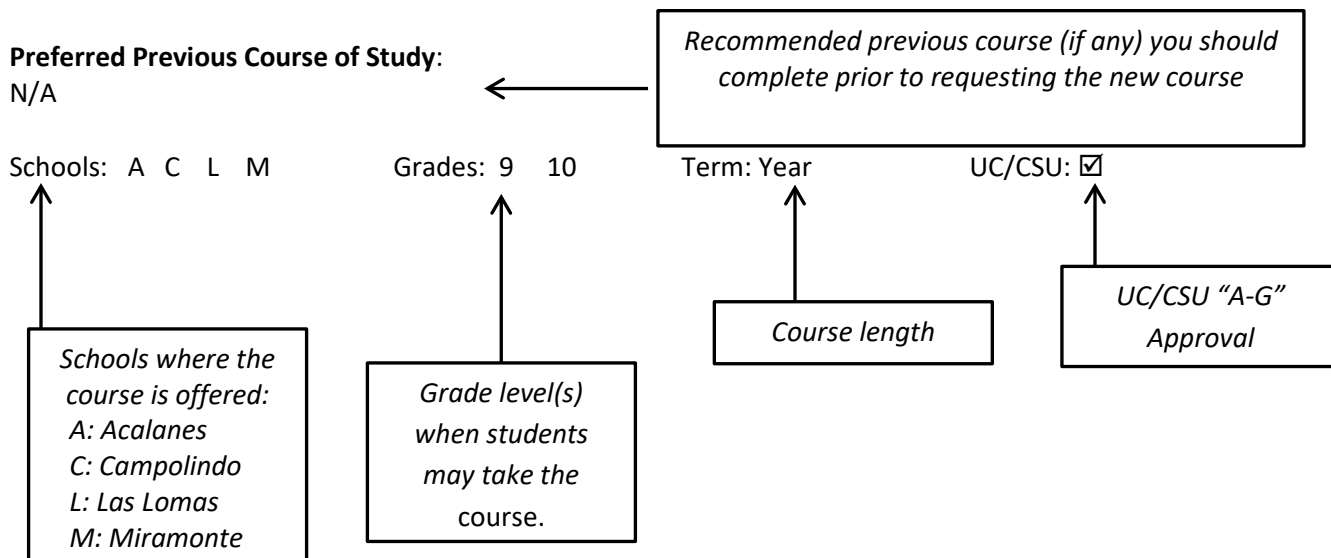 Preferred Previous Course of Study:
N/A
Recommended previous course (if any) you should
complete prior to requesting the new course
Schools: A C L M Grades: 9 10 Term: Year UC/CSU: ☑
Schools where the
course is offered:
A: Acalanes
C: Campolindo
L: Las Lomas
M: Miramonte
Grade level(s)
when students
may take the
course.
Course length
UC/CSU “A-G”
Approval